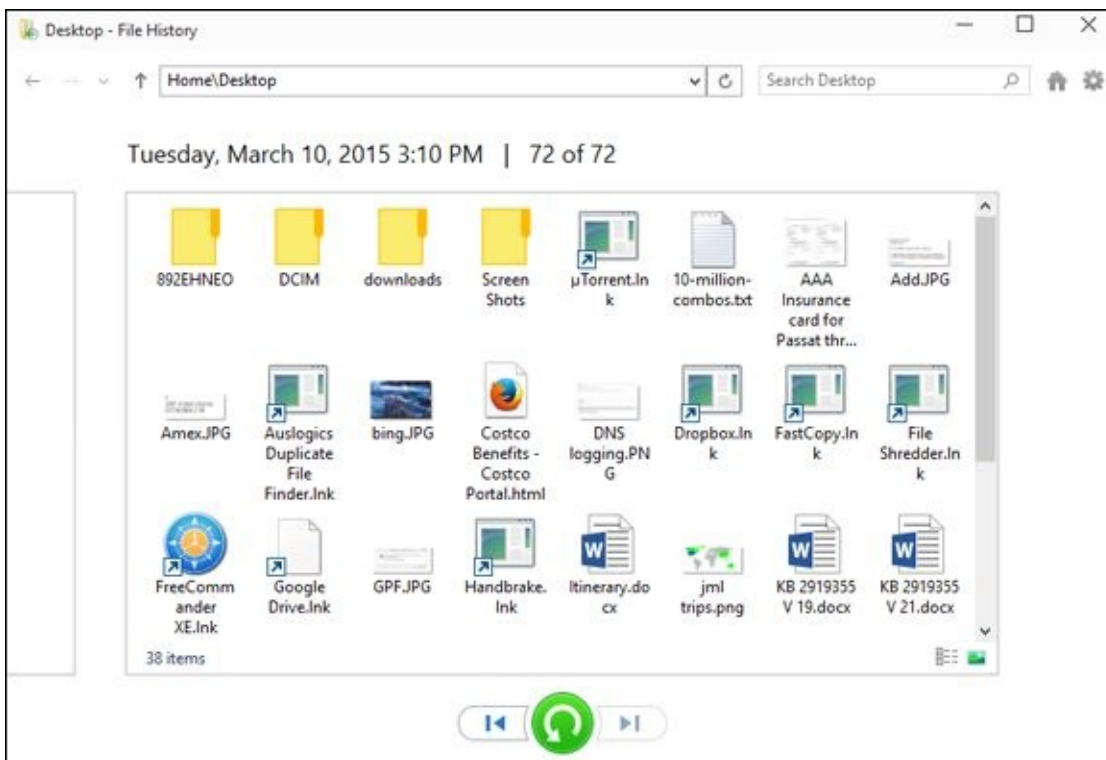 Desktop - File History
Home\Desktop
Search Desktop
Tuesday, March 10, 2015 3:10 PM | 72 of 72
892EHNEO
DCIM
downloads
Screen
Shots
µTorrent.ln
k
10-million-
combos.txt
AAA
Insurance
card for
Passat thr...
Add.JPG
Amex.JPG
Auslogics
Duplicate
File
Finder.lnk
bing.JPG
Costco
Benefits -
Costco
Portal.html
DNS
logging.PN
G
Dropbox.ln
k
FastCopy.ln
k
File
Shredder.ln
k
FreeComm
ander
XE.lnk
Google
Drive.lnk
GPF.JPG
Handbrake.
lnk
Itinerary.do
cx
jml
trips.png
KB 2919355
V 19.docx
KB 2919355
V 21.docx
38 items